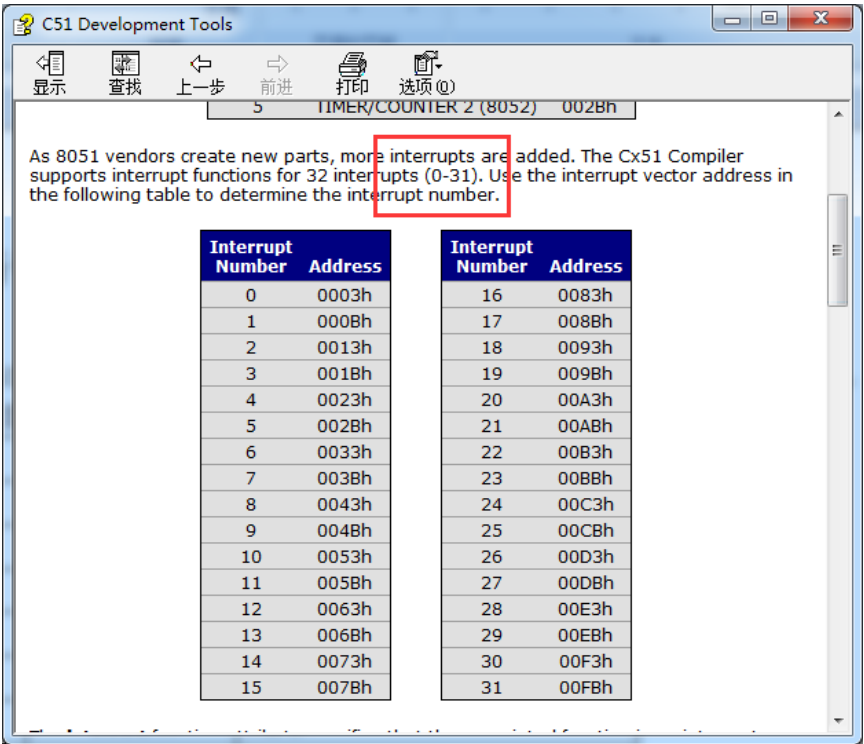 C51 Development Tools
显示 查找 上一步 前进 打印 选项(O)
5 TIMER/COUNTER 2 (8052) 002Bh
As 8051 vendors create new parts, more interrupts are added. The Cx51 Compiler
supports interrupt functions for 32 interrupts (0-31). Use the interrupt vector address in
the following table to determine the interrupt number.
Interrupt Number Address Interrupt Number Address
0 0003h 16 0083h
1 000Bh 17 008Bh
2 0013h 18 0093h
3 001Bh 19 009Bh
4 0023h 20 00A3h
5 002Bh 21 00ABh
6 0033h 22 00B3h
7 003Bh 23 00BBh
8 0043h 24 00C3h
9 004Bh 25 00CBh
10 0053h 26 00D3h
11 005Bh 27 00DBh
12 0063h 28 00E3h
13 006Bh 29 00EBh
14 0073h 30 00F3h
15 007Bh 31 00FBh